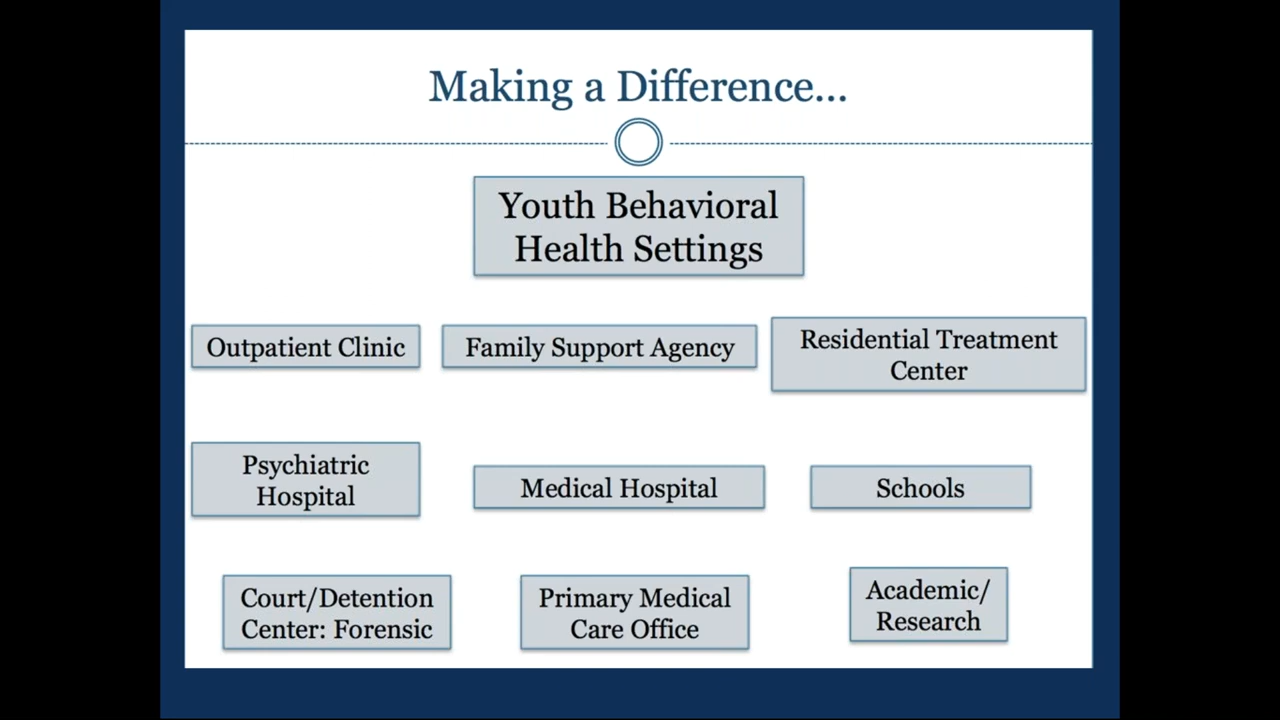 Making a Difference...
Youth Behavioral
Health Settings
Outpatient Clinic
Family Support Agency
Residential Treatment
Center
Psychiatric
Hospital
Medical Hospital
Schools
Court/Detention
Center: Forensic
Primary Medical
Care Office
Academic/
Research